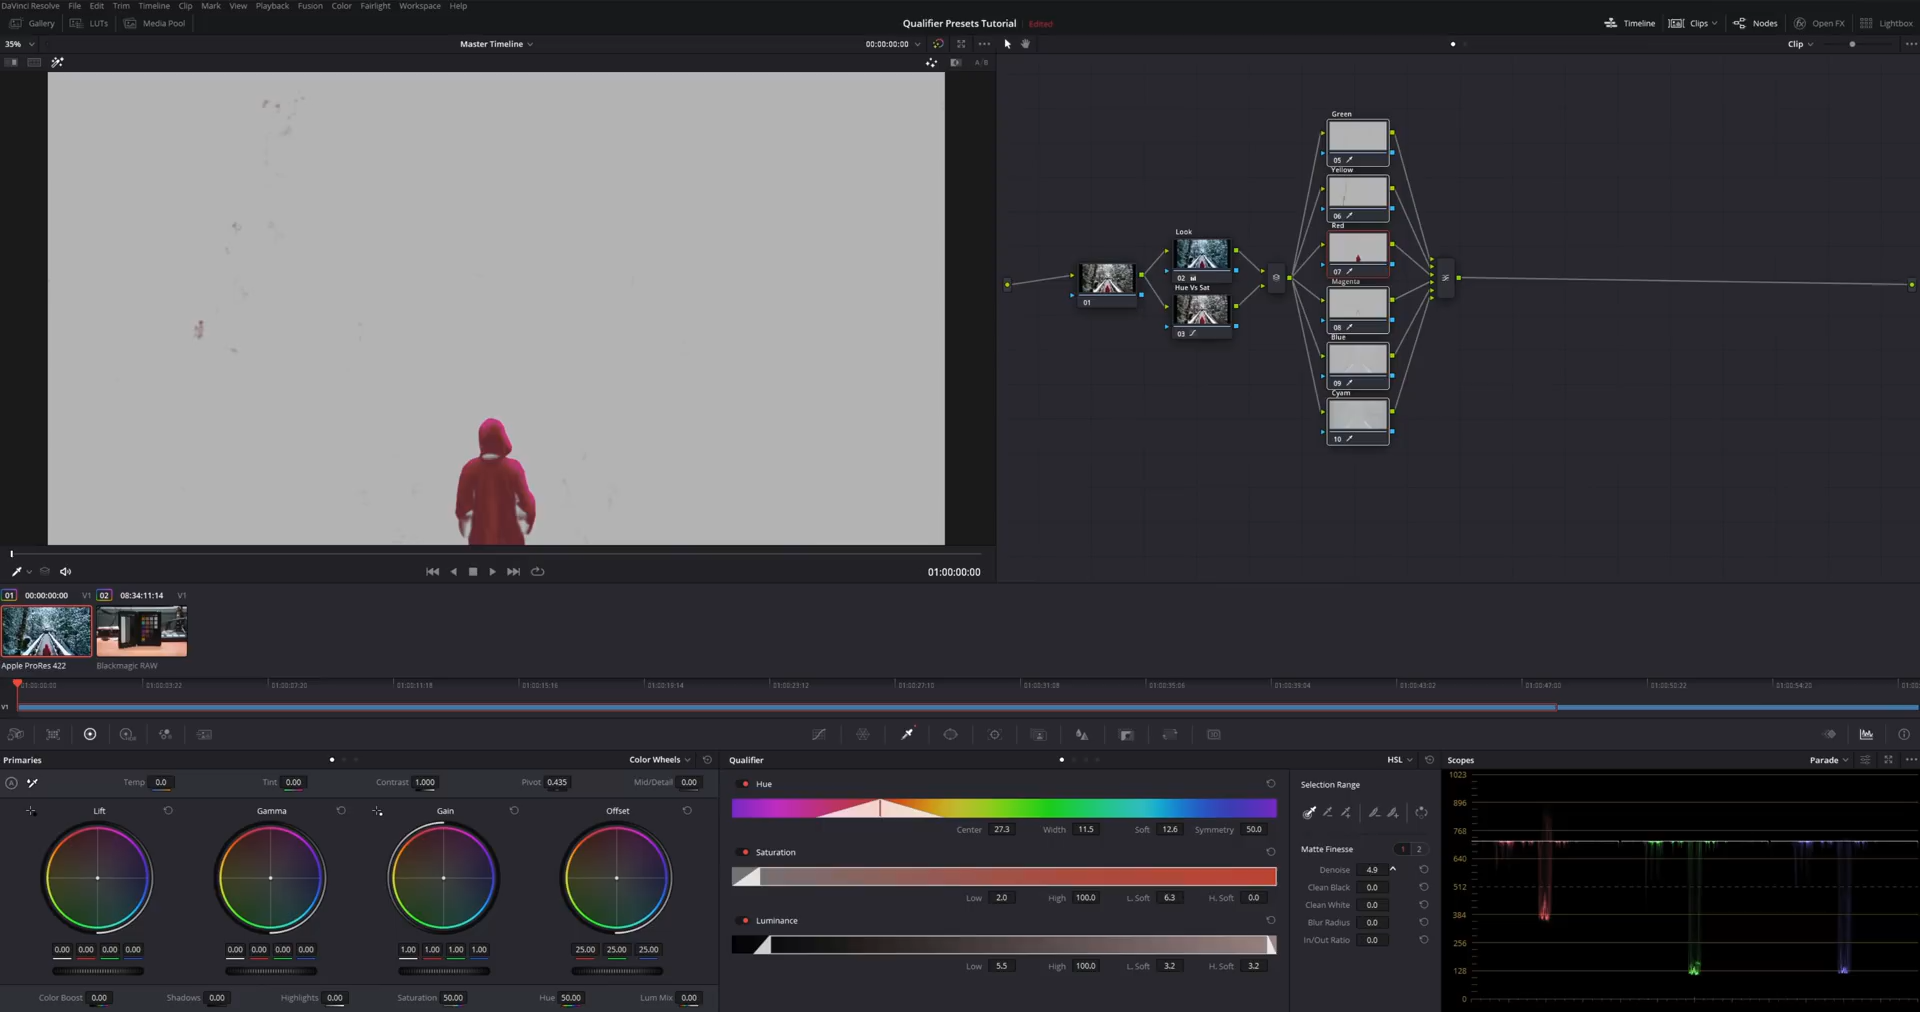 DaVinci Resolve File Edit Trim Timeline Clip Mark View Playback Fusion Color Fairlight Workspace Help
Gallery LUTs Media Pool Qualifier Presets Tutorial Edited Timeline Clips Nodes Open FX Lightbox
35% Master Timeline 00:00:00:00 Clip
A/B
Green
05
Yellow
06
Red
07
Magenta
08
Blue
09
Cyam
10
Look
02
Hue Vs Sat
03
01
01:00:00:00
01 00:00:00:00 V1 02 08:34:11:14 V1
Apple ProRes 422 Blackmagic RAW
01:00:00:00 01:00:03:22 01:00:07:20 01:00:11:18 01:00:15:16 01:00:19:14 01:00:23:12 01:00:27:10 01:00:31:08 01:00:35:06 01:00:39:04 01:00:43:02 01:00:47:00 01:00:50:22 01:00:54:20
V1
Primaries Color Wheels Qualifier HSL Scopes Parade
Temp 0.0 Tint 0.00 Contrast 1.000 Pivot 0.435 Mid/Detail 0.00
Lift Gamma Gain Offset
0.00 0.00 0.00 0.00 0.00 0.00 0.00 0.00 1.00 1.00 1.00 1.00 25.00 25.00 25.00
Color Boost 0.00 Shadows 0.00 Highlights 0.00 Saturation 50.00 Hue 50.00 Lum Mix 0.00
Hue
Center 27.3 Width 11.5 Soft 12.6 Symmetry 50.0
Saturation
Low 2.0 High 100.0 L. Soft 6.3 H. Soft 0.0
Luminance
Low 5.5 High 100.0 L. Soft 3.2 H. Soft 3.2
Selection Range
Matte Finesse 1 2
Denoise 4.9
Clean Black 0.0
Clean White 0.0
Blur Radius 0.0
In/Out Ratio 0.0
1023
896
768
640
512
384
256
128
0